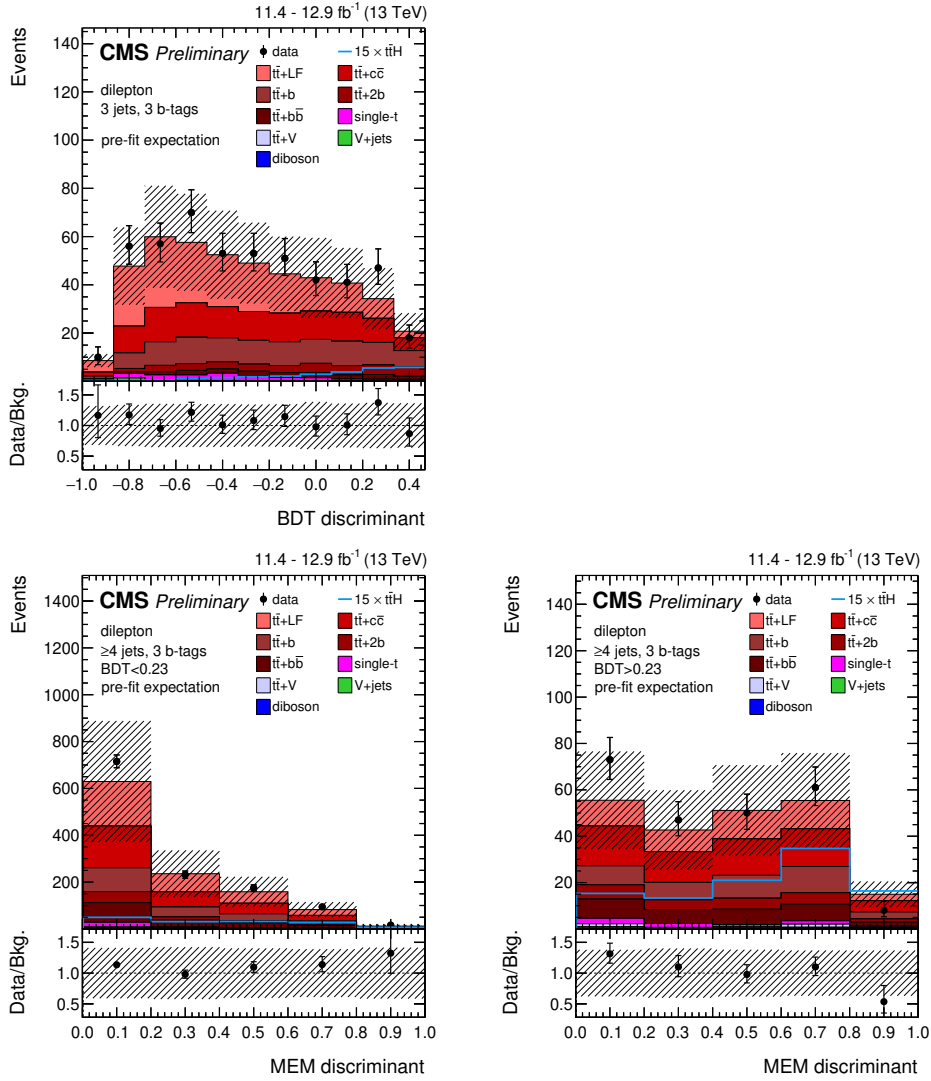 11.4 - 12.9 fb⁻¹ (13 TeV)
Events
140
120
100
80
60
40
20
CMS Preliminary
dilepton
3 jets, 3 b-tags
pre-fit expectation
data
15 × tt̄H
tt̄+LF
tt̄+cc̄
tt̄+b
tt̄+2b
tt̄+bb̄
single-t
tt̄+V
V+jets
diboson
Data/Bkg.
1.5
1.0
0.5
−1.0 −0.8 −0.6 −0.4 −0.2 0.0 0.2 0.4
BDT discriminant
11.4 - 12.9 fb⁻¹ (13 TeV)
Events
1400
1200
1000
800
600
400
200
CMS Preliminary
dilepton
≥4 jets, 3 b-tags
BDT<0.23
pre-fit expectation
data
15 × tt̄H
tt̄+LF
tt̄+cc̄
tt̄+b
tt̄+2b
tt̄+bb̄
single-t
tt̄+V
V+jets
diboson
Data/Bkg.
1.5
1.0
0.5
0.0 0.1 0.2 0.3 0.4 0.5 0.6 0.7 0.8 0.9 1.0
MEM discriminant
11.4 - 12.9 fb⁻¹ (13 TeV)
Events
140
120
100
80
60
40
20
CMS Preliminary
dilepton
≥4 jets, 3 b-tags
BDT>0.23
pre-fit expectation
data
15 × tt̄H
tt̄+LF
tt̄+cc̄
tt̄+b
tt̄+2b
tt̄+bb̄
single-t
tt̄+V
V+jets
diboson
Data/Bkg.
1.5
1.0
0.5
0.0 0.1 0.2 0.3 0.4 0.5 0.6 0.7 0.8 0.9 1.0
MEM discriminant